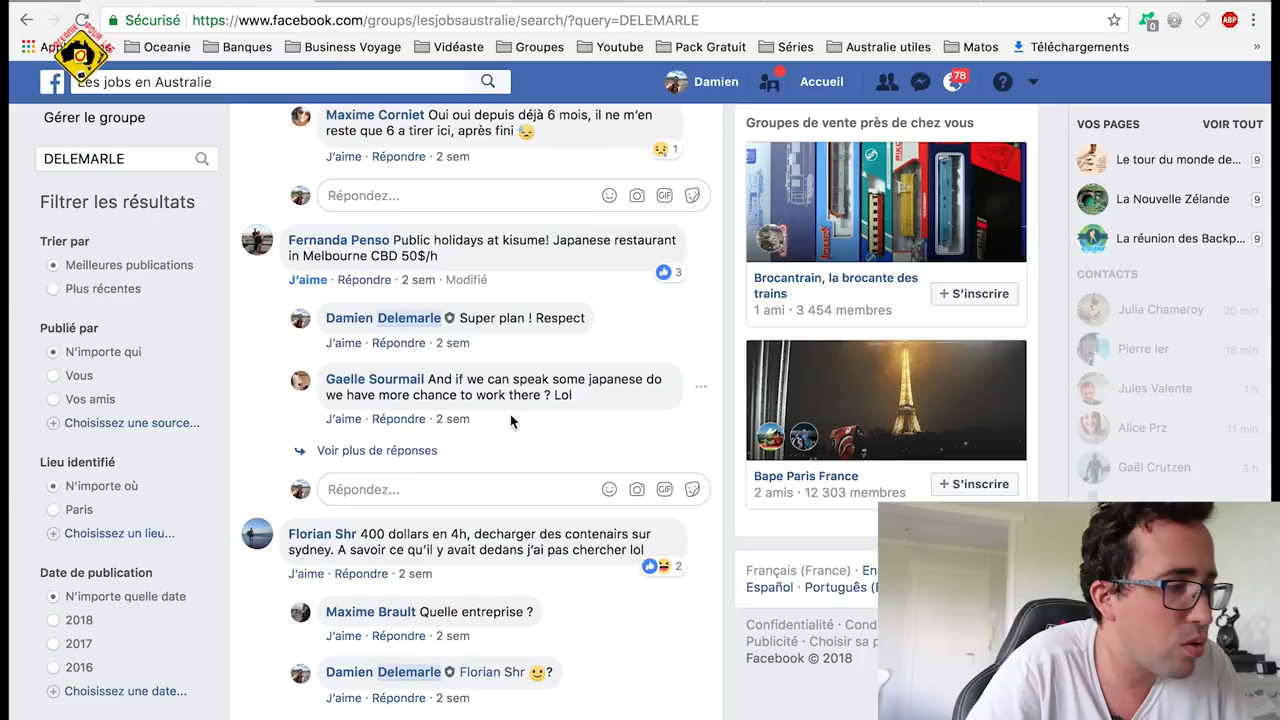 Sécurisé https://www.facebook.com/groups/lesjobsaustralie/search/?query=DELEMARLE
0
ABP
Oceanie
Banques
Business Voyage
Vidéaste
Groupes
Youtube
Pack Gratuit
Séries
Australie utiles
Matos
Téléchargements
»
Les jobs en Australie
Damien
Accueil
78
Gérer le groupe
DELEMARLE
Filtrer les résultats
Trier par
Meilleures publications
Plus récentes
Publié par
N'importe qui
Vous
Vos amis
Choisissez une source...
Lieu identifié
N'importe où
Paris
Choisissez un lieu...
Date de publication
N'importe quelle date
2018
2017
2016
Choisissez une date...
Maxime Corniet Oui oui depuis déjà 6 mois, il ne m'en
reste que 6 a tirer ici, après fini 😥
1
J'aime · Répondre · 2 sem
Répondez...
GIF
Fernanda Penso Public holidays at kisume! Japanese restaurant
in Melbourne CBD 50$/h
3
J'aime · Répondre · 2 sem · Modifié
Damien Delemarle Super plan ! Respect
J'aime · Répondre · 2 sem
Gaelle Sourmail And if we can speak some japanese do
we have more chance to work there ? Lol
J'aime · Répondre · 2 sem
Voir plus de réponses
Répondez...
GIF
Florian Shr 400 dollars en 4h, decharger des contenairs sur
sydney. A savoir ce qu'il y avait dedans j'ai pas chercher lol
2
J'aime · Répondre · 2 sem
Maxime Brault Quelle entreprise ?
J'aime · Répondre · 2 sem
Damien Delemarle Florian Shr 🙂?
J'aime · Répondre · 2 sem
Groupes de vente près de chez vous
Brocantrain, la brocante des
trains
1 ami · 3 454 membres
+ S'inscrire
Bape Paris France
2 amis · 12 303 membres
+ S'inscrire
Français (France) · En
Español · Português (
Confidentialité · Cond
Publicité · Choisir sa p
Facebook © 2018
VOS PAGES
VOIR TOUT
Le tour du monde de... 9
La Nouvelle Zélande 9
La réunion des Backp... 9
CONTACTS
Julia Chameroy 20 min
Pierre Ier 18 min
Jules Valente 1 h
Alice Prz 11 min
Gaël Crutzen 3 h